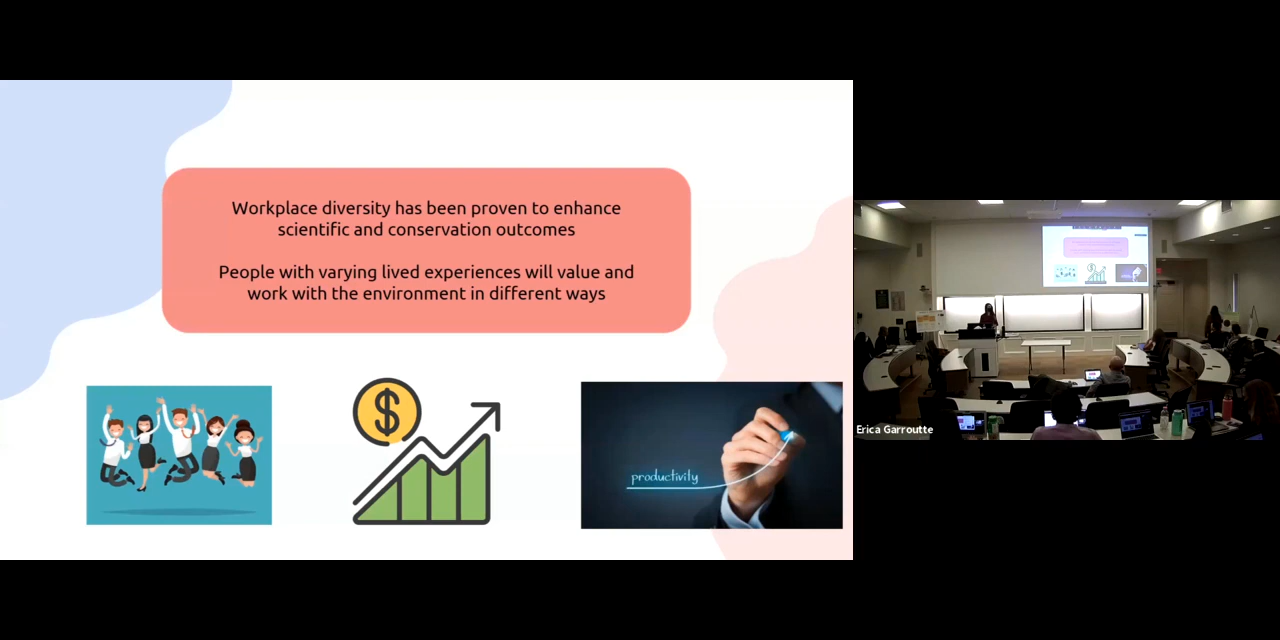 Workplace diversity has been proven to enhance
scientific and conservation outcomes
People with varying lived experiences will value and
work with the environment in different ways
$
productivity
Erica Garroutte